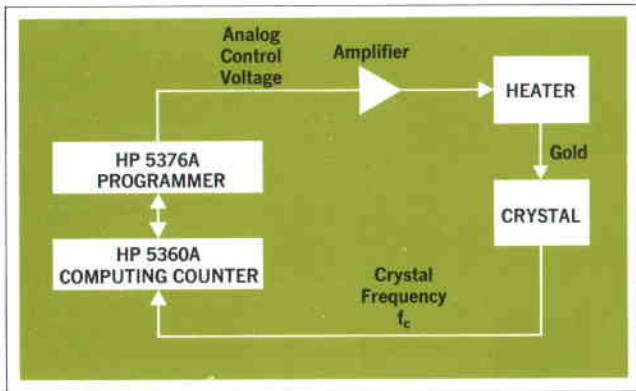 Analog
Control
Voltage
Amplifier
HEATER
Gold
CRYSTAL
HP 5376A
PROGRAMMER
HP 5360A
COMPUTING COUNTER
Crystal
Frequency
fc